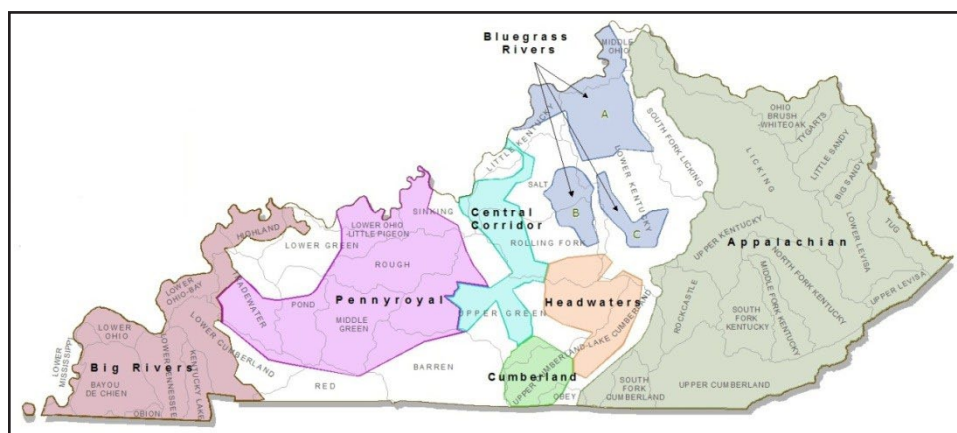 Bluegrass
Rivers
MIDDLE
OHIO
A
LITTLE KENTUCKY
SOUTH FORK LICKING
LOWER KENTUCKY
SALT
B
C
OHIO
BRUSH
-WHITEOAK
TYGARTS
LITTLE SANDY
BIG SANDY
LICKING
TUG
LOWER LEVISA
UPPER LEVISA
UPPER KENTUCKY
Appalachian
NORTH FORK KENTUCKY
MIDDLE FORK KENTUCKY
SOUTH
FORK
KENTUCKY
ROCKCASTLE
UPPER CUMBERLAND
SOUTH
FORK
CUMBERLAND
SINKING
Central
Corridor
ROLLING FORK
UPPER GREEN
Headwaters
UPPER CUMBERLAND-LAKE CUMBERLAND
Cumberland
OBEY
HIGHLAND
LOWER GREEN
LOWER OHIO
-LITTLE PIGEON
ROUGH
Pennyroyal
POND
MIDDLE
GREEN
TRADEWATER
BARREN
RED
LOWER
OHIO-BAY
LOWER CUMBERLAND
LOWER
OHIO
LOWER
MISSISSIPPI
Big Rivers
BAYOU
DE CHIEN
LOWER TENNESSEE
KENTUCKY LAKE
OBION